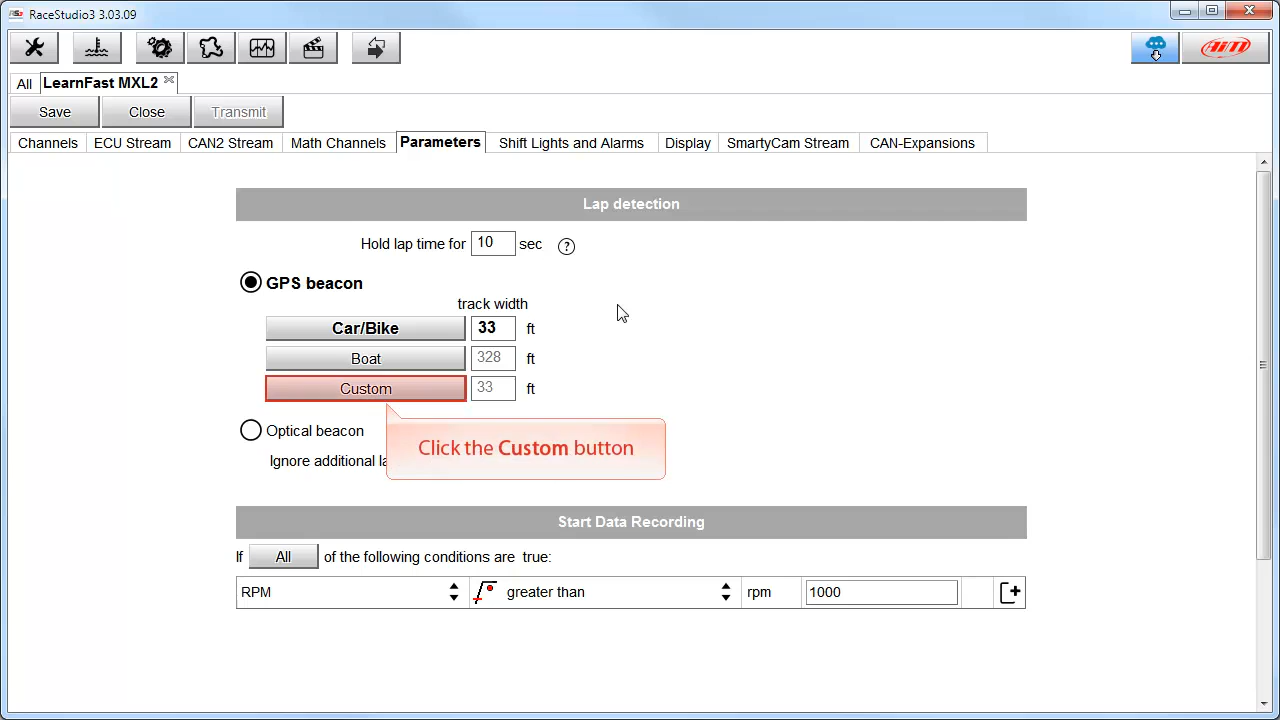 RS3 RaceStudio3 3.03.09
AiM
All LearnFast MXL2
Save Close Transmit
Channels ECU Stream CAN2 Stream Math Channels Parameters Shift Lights and Alarms Display SmartyCam Stream CAN-Expansions
Lap detection
Hold lap time for 10 sec ?
GPS beacon
track width
Car/Bike 33 ft
Boat 328 ft
Custom 33 ft
Optical beacon
Click the Custom button
Ignore additional la
Start Data Recording
If All of the following conditions are true:
RPM greater than rpm 1000